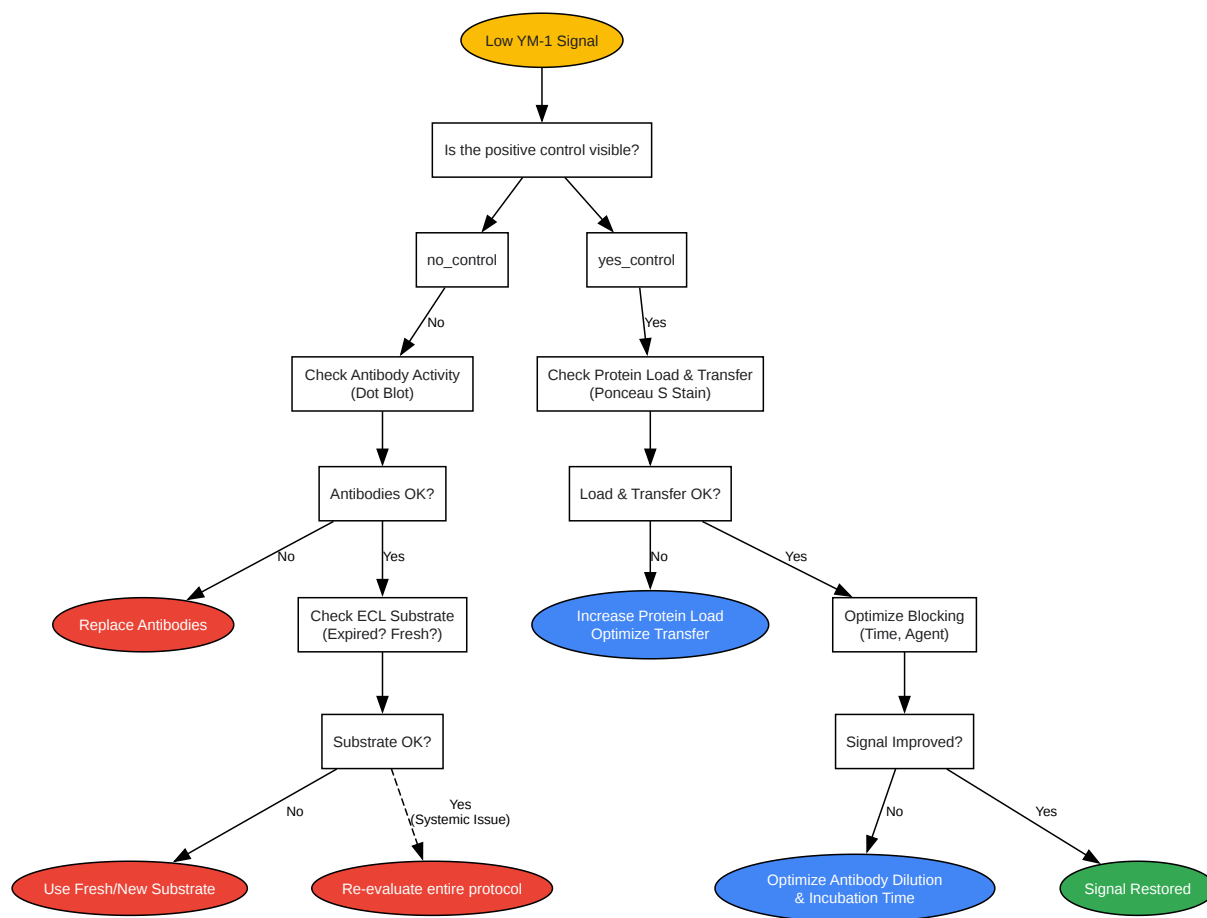 Low YM-1 Signal
Is the positive control visible?
no_control
yes_control
No
Yes
Check Antibody Activity
(Dot Blot)
Check Protein Load & Transfer
(Ponceau S Stain)
Antibodies OK?
Load & Transfer OK?
No
Yes
No
Yes
Replace Antibodies
Check ECL Substrate
(Expired? Fresh?)
Increase Protein Load
Optimize Transfer
Optimize Blocking
(Time, Agent)
Substrate OK?
Signal Improved?
No
Yes
(Systemic Issue)
No
Yes
Use Fresh/New Substrate
Re-evaluate entire protocol
Optimize Antibody Dilution
& Incubation Time
Signal Restored